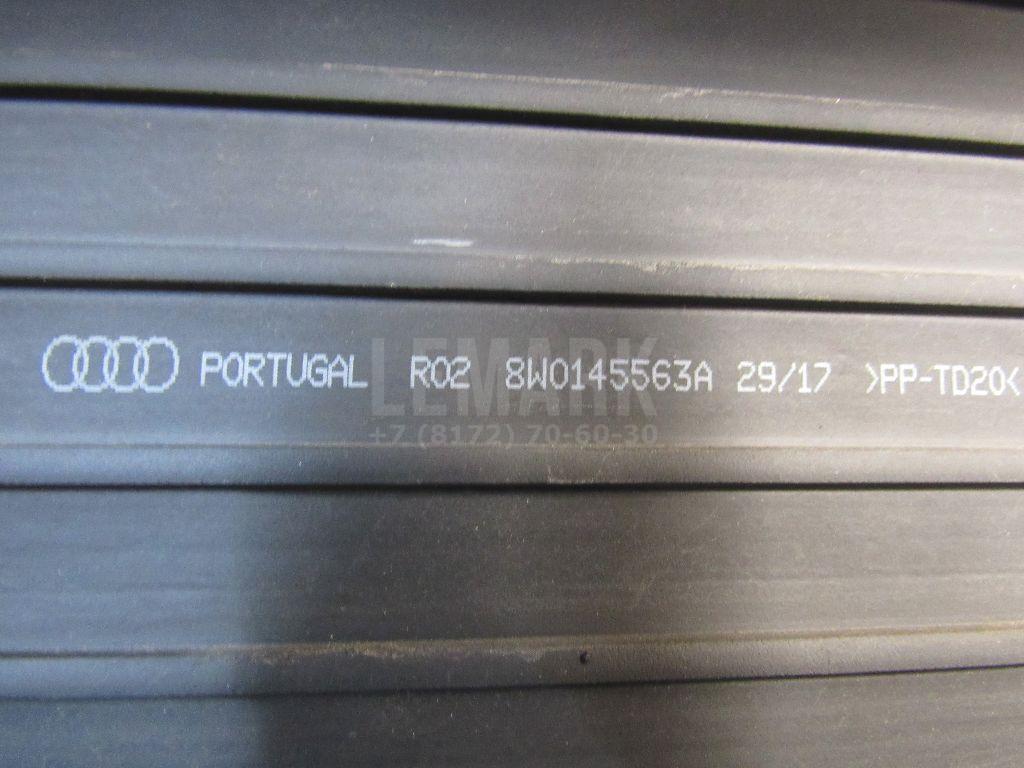 PORTUGAL R02 8W0145563A 29/17 >PP-TD20<
LEMARK
+7 (8172) 70-60-30